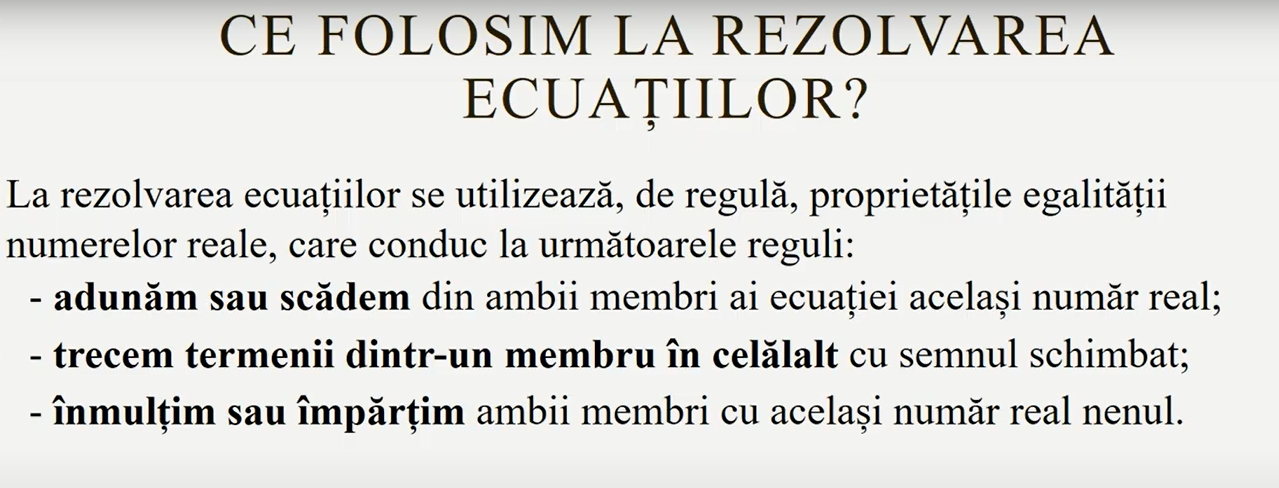 CE FOLOSIM LA REZOLVAREA
ECUAȚIILOR?
La rezolvarea ecuațiilor se utilizează, de regulă, proprietățile egalității
numerelor reale, care conduc la următoarele reguli:
- adunăm sau scădem din ambii membri ai ecuației același număr real;
- trecem termenii dintr-un membru în celălalt cu semnul schimbat;
- înmulțim sau împărțim ambii membri cu același număr real nenul.